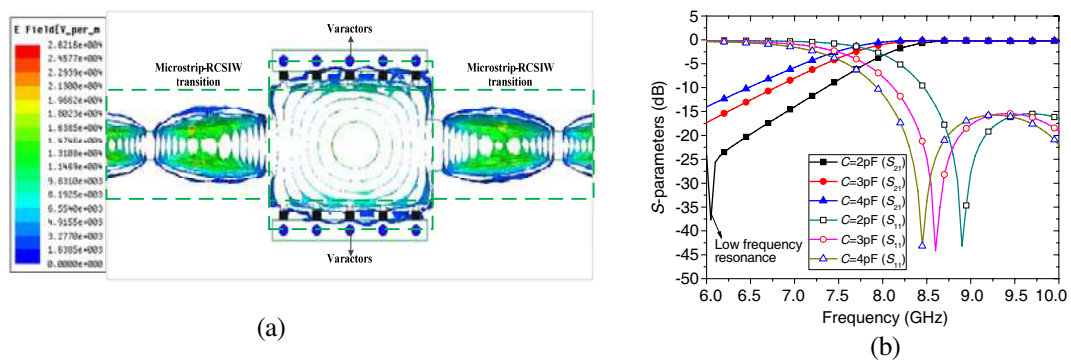 E Field[V_per_m
2.8216e+004
2.4577e+004
2.2939e+004
1.9662e+004
1.8023e+004
1.6385e+004
1.4746e+004
1.3108e+004
1.1469e+004
9.8310e+003
8.1925e+003
6.5540e+003
4.9155e+003
3.2770e+003
1.6385e+003
0.0000e+000
Varactors
Microstrip-RCSIW
transition
Microstrip-RCSIW
transition
Varactors
(a)
S-parameters (dB)
5
0
-5
-10
-15
-20
-25
-30
-35
-40
-45
-50
C=2pF (S21)
C=3pF (S21)
C=4pF (S21)
C=2pF (S11)
C=3pF (S11)
C=4pF (S11)
Low frequency
resonance
6.0 6.5 7.0 7.5 8.0 8.5 9.0 9.5 10.0
Frequency (GHz)
(b)